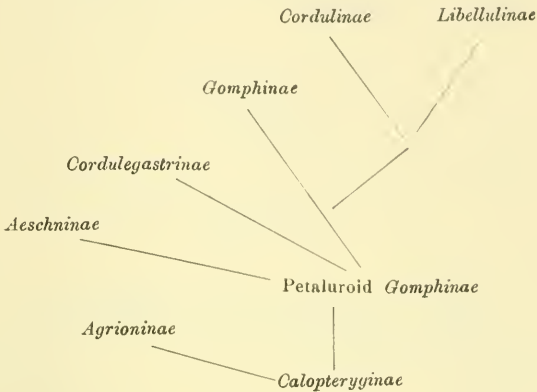 Cordulinae Libellulinae
Gomphinae
Cordulegastrinae
Aeschninae
Petaluroid Gomphinae
Agrioninae
Calopteryginae